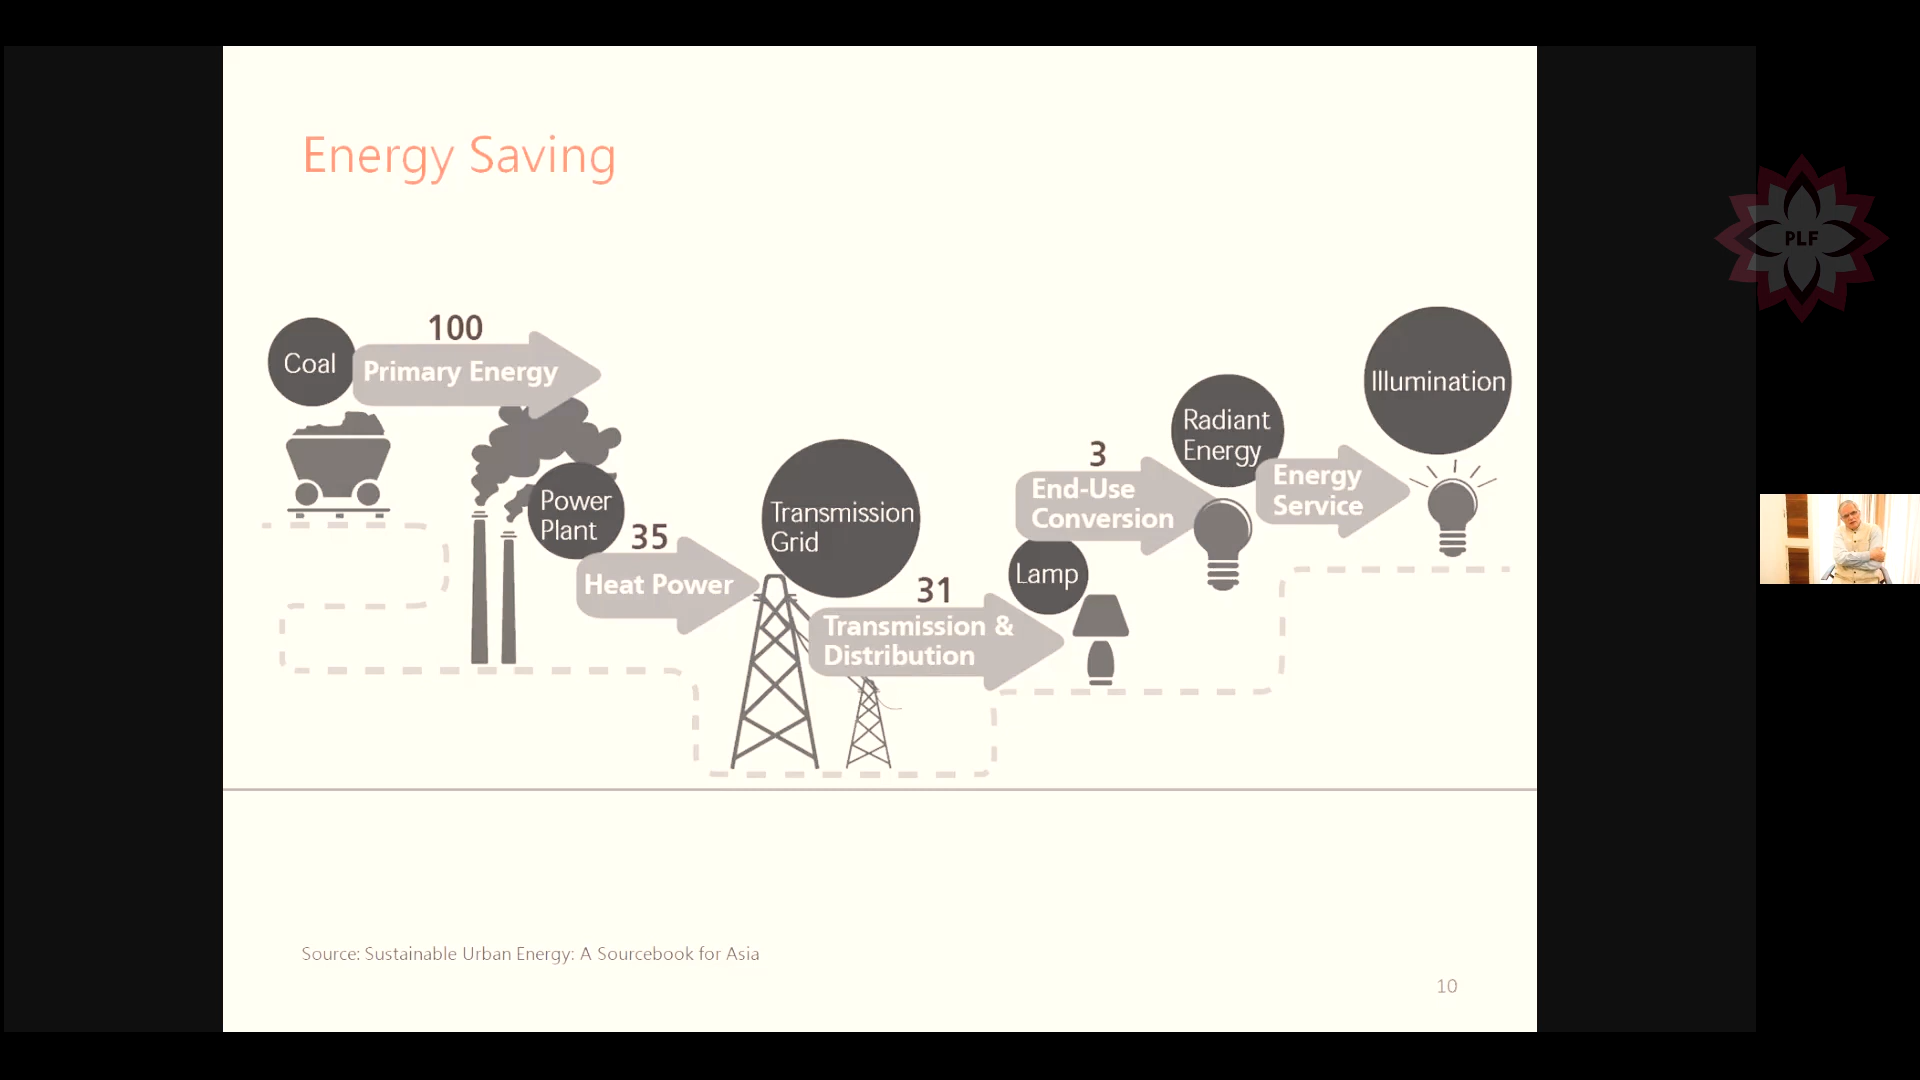 Energy Saving
Coal
100
Primary Energy
Power
Plant
35
Heat Power
Transmission
Grid
31
Transmission &
Distribution
Lamp
3
End-Use
Conversion
Radiant
Energy
Energy
Service
Illumination
Source: Sustainable Urban Energy: A Sourcebook for Asia
10
PLF